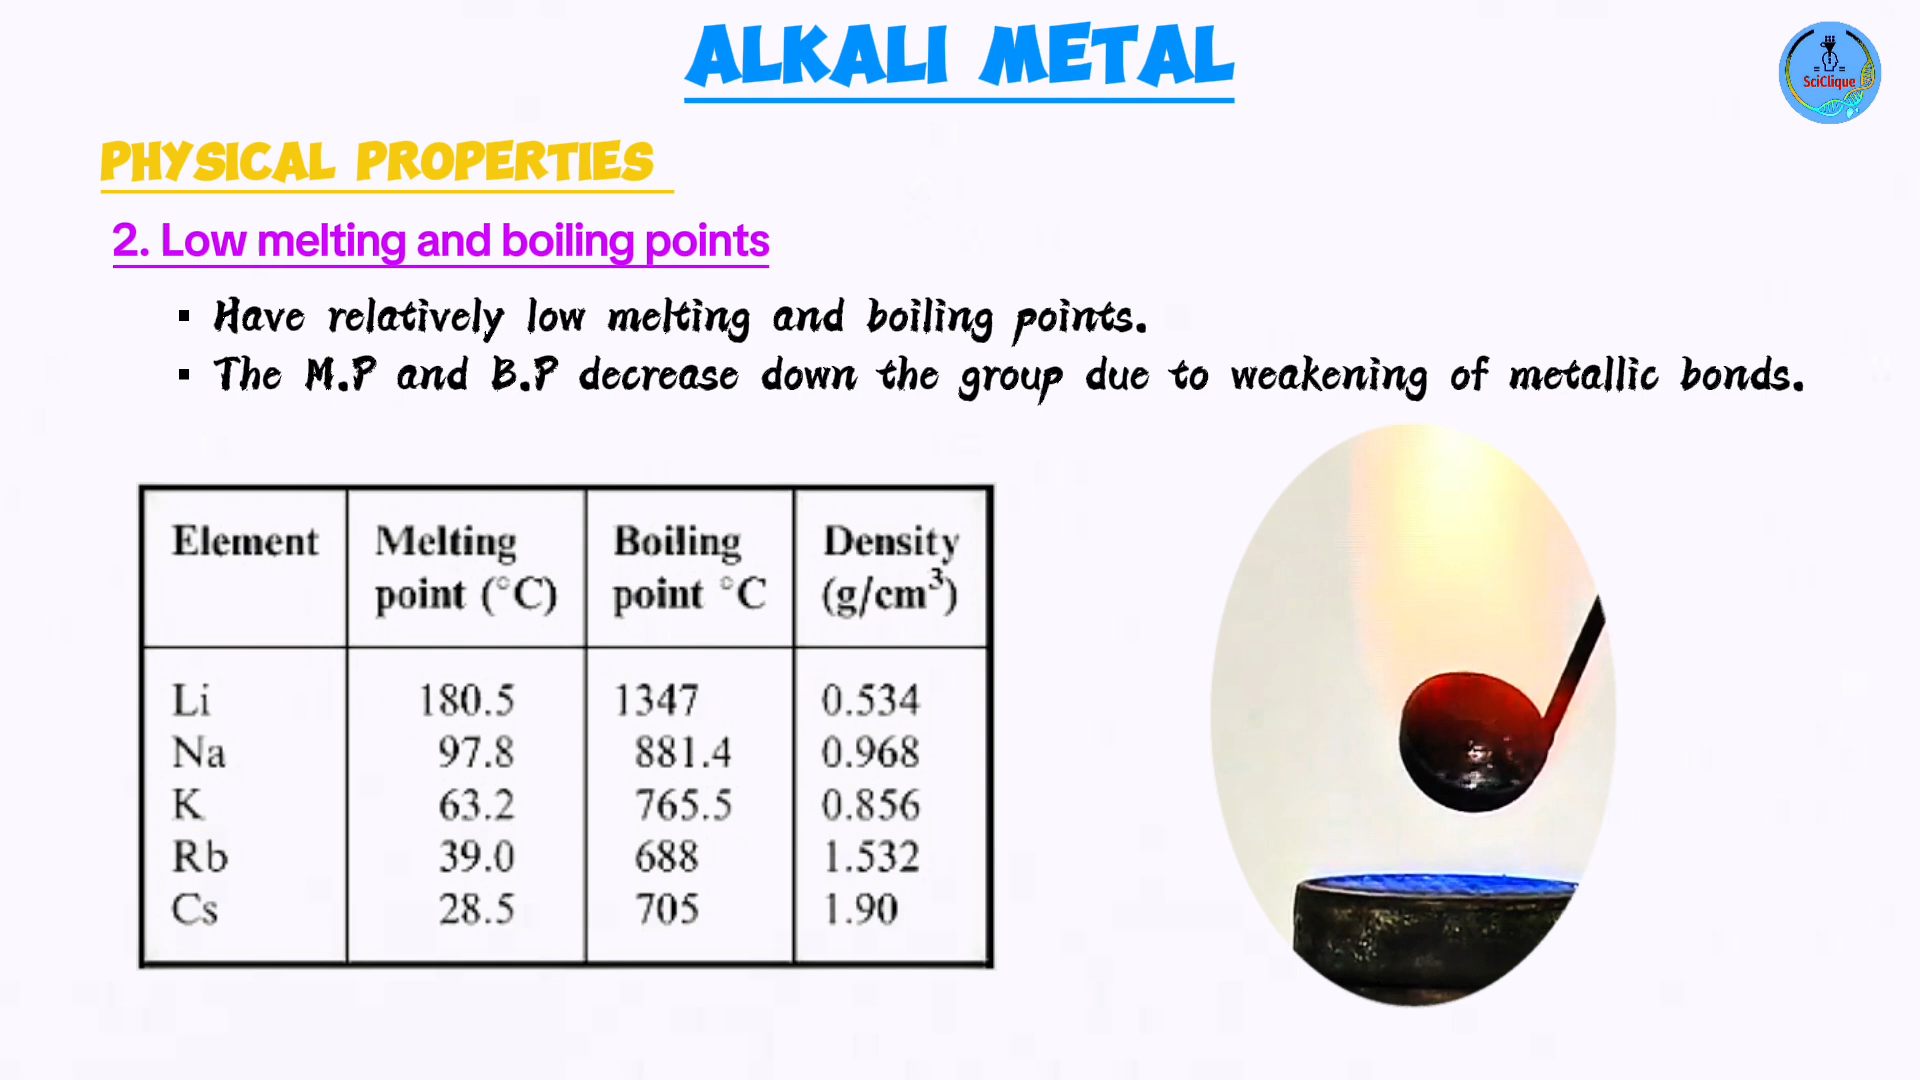 ALKALI METAL
SciClique
PHYSICAL PROPERTIES
2. Low melting and boiling points
▪ Have relatively low melting and boiling points.
▪ The M.P and B.P decrease down the group due to weakening of metallic bonds.
Element Melting point (°C) Boiling point °C Density (g/cm³)
Li 180.5 1347 0.534
Na 97.8 881.4 0.968
K 63.2 765.5 0.856
Rb 39.0 688 1.532
Cs 28.5 705 1.90